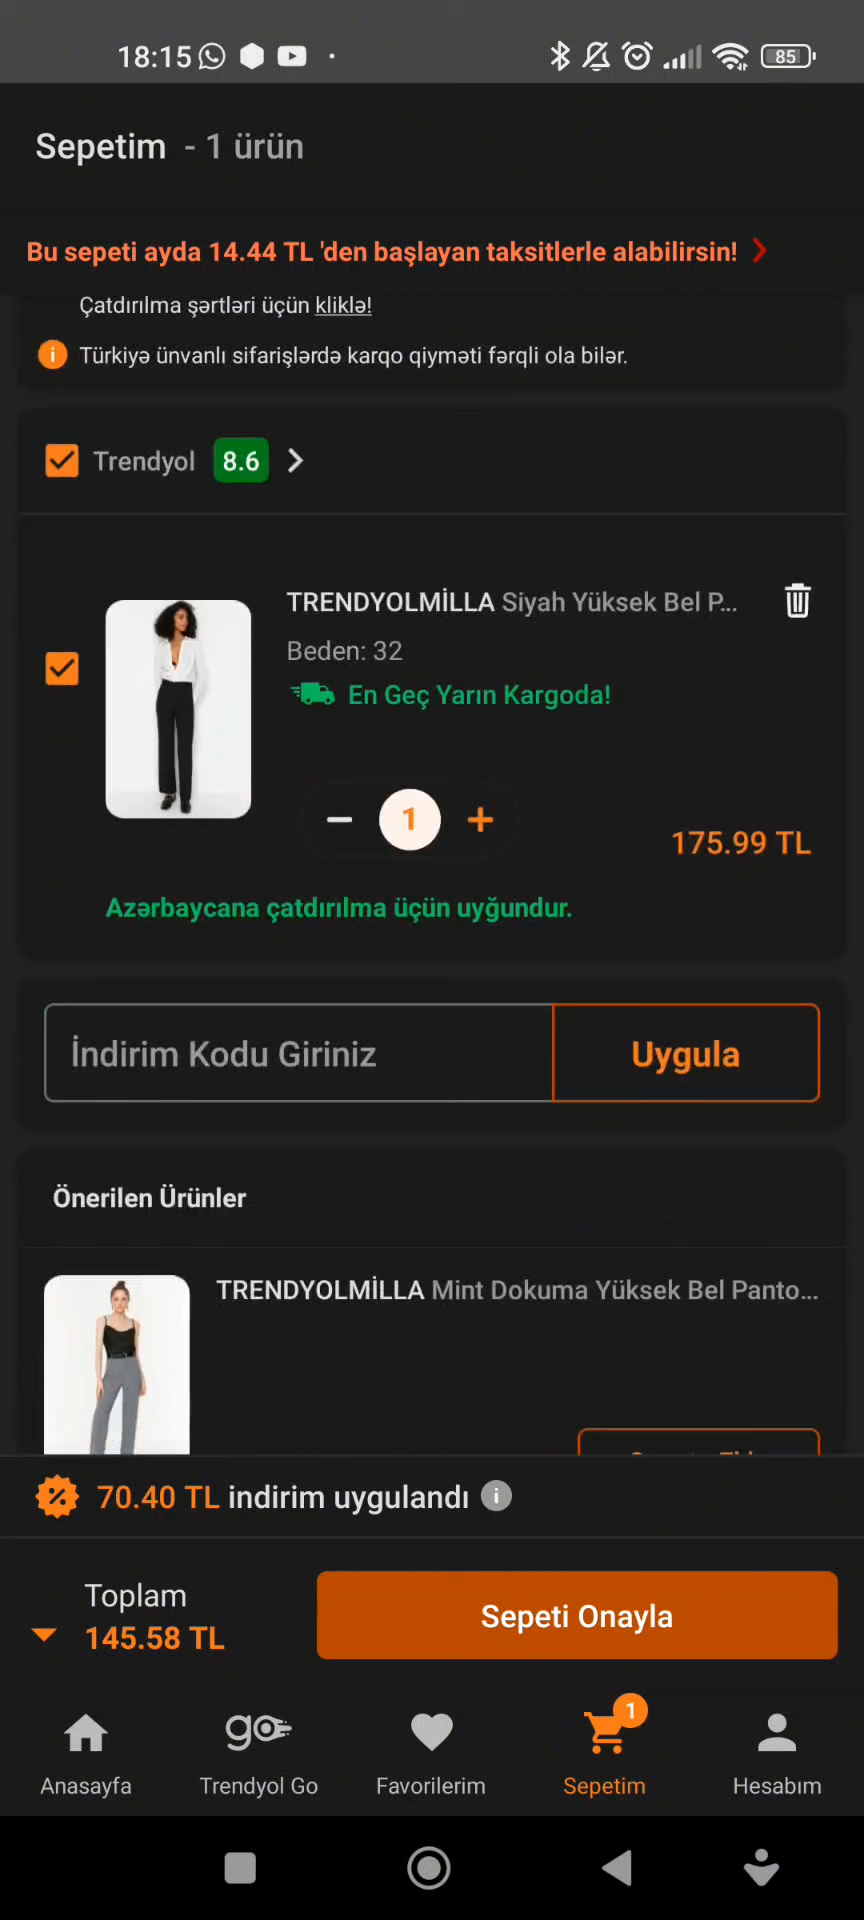 18:15
85
Sepetim - 1 ürün
Bu sepeti ayda 14.44 TL 'den başlayan taksitlerle alabilirsin!
Çatdırılma şərtləri üçün kliklə!
Türkiyə ünvanlı sifarişlərdə karqo qiyməti fərqli ola bilər.
Trendyol 8.6
TRENDYOLMİLLA Siyah Yüksek Bel P...
Beden: 32
En Geç Yarın Kargoda!
1
175.99 TL
Azərbaycana çatdırılma üçün uyğundur.
İndirim Kodu Giriniz
Uygula
Önerilen Ürünler
TRENDYOLMİLLA Mint Dokuma Yüksek Bel Panto...
70.40 TL indirim uygulandı
Toplam
145.58 TL
Sepeti Onayla
go
1
Anasayfa
Trendyol Go
Favorilerim
Sepetim
Hesabım